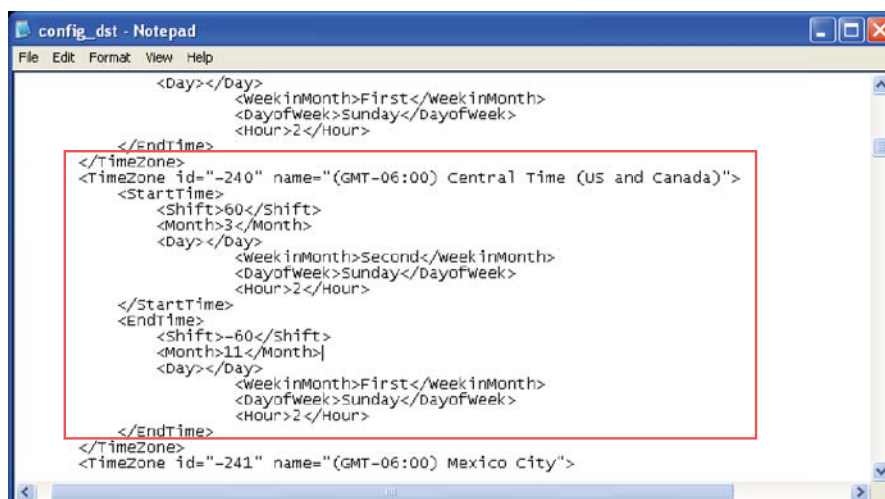 config_dst - Notepad
File Edit Format View Help
<Day></Day>
<WeekinMonth>First</WeekinMonth>
<DayofWeek>Sunday</DayofWeek>
<Hour>2</Hour>
</EndTime>
</TimeZone>
<TimeZone id="-240" name="(GMT-06:00) Central Time (US and Canada)">
<StartTime>
<Shift>60</Shift>
<Month>3</Month>
<Day></Day>
<WeekinMonth>Second</WeekinMonth>
<DayofWeek>Sunday</DayofWeek>
<Hour>2</Hour>
</StartTime>
<EndTime>
<Shift>-60</Shift>
<Month>11</Month>
<Day></Day>
<WeekinMonth>First</WeekinMonth>
<DayofWeek>Sunday</DayofWeek>
<Hour>2</Hour>
</EndTime>
</TimeZone>
<TimeZone id="-241" name="(GMT-06:00) Mexico City">